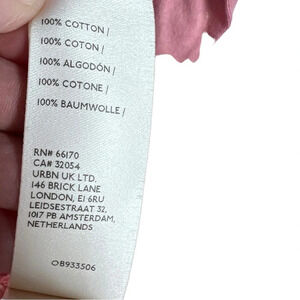 100% COTTON /
100% COTON /
100% ALGODÓN /
100% COTONE /
100% BAUMWOLLE /
RN# 66170
CA# 32054
URBN UK LTD.
146 BRICK LANE
LONDON, E1 6RU
LEIDSESTRAAT 32,
1017 PB AMSTERDAM,
NETHERLANDS
OB933506